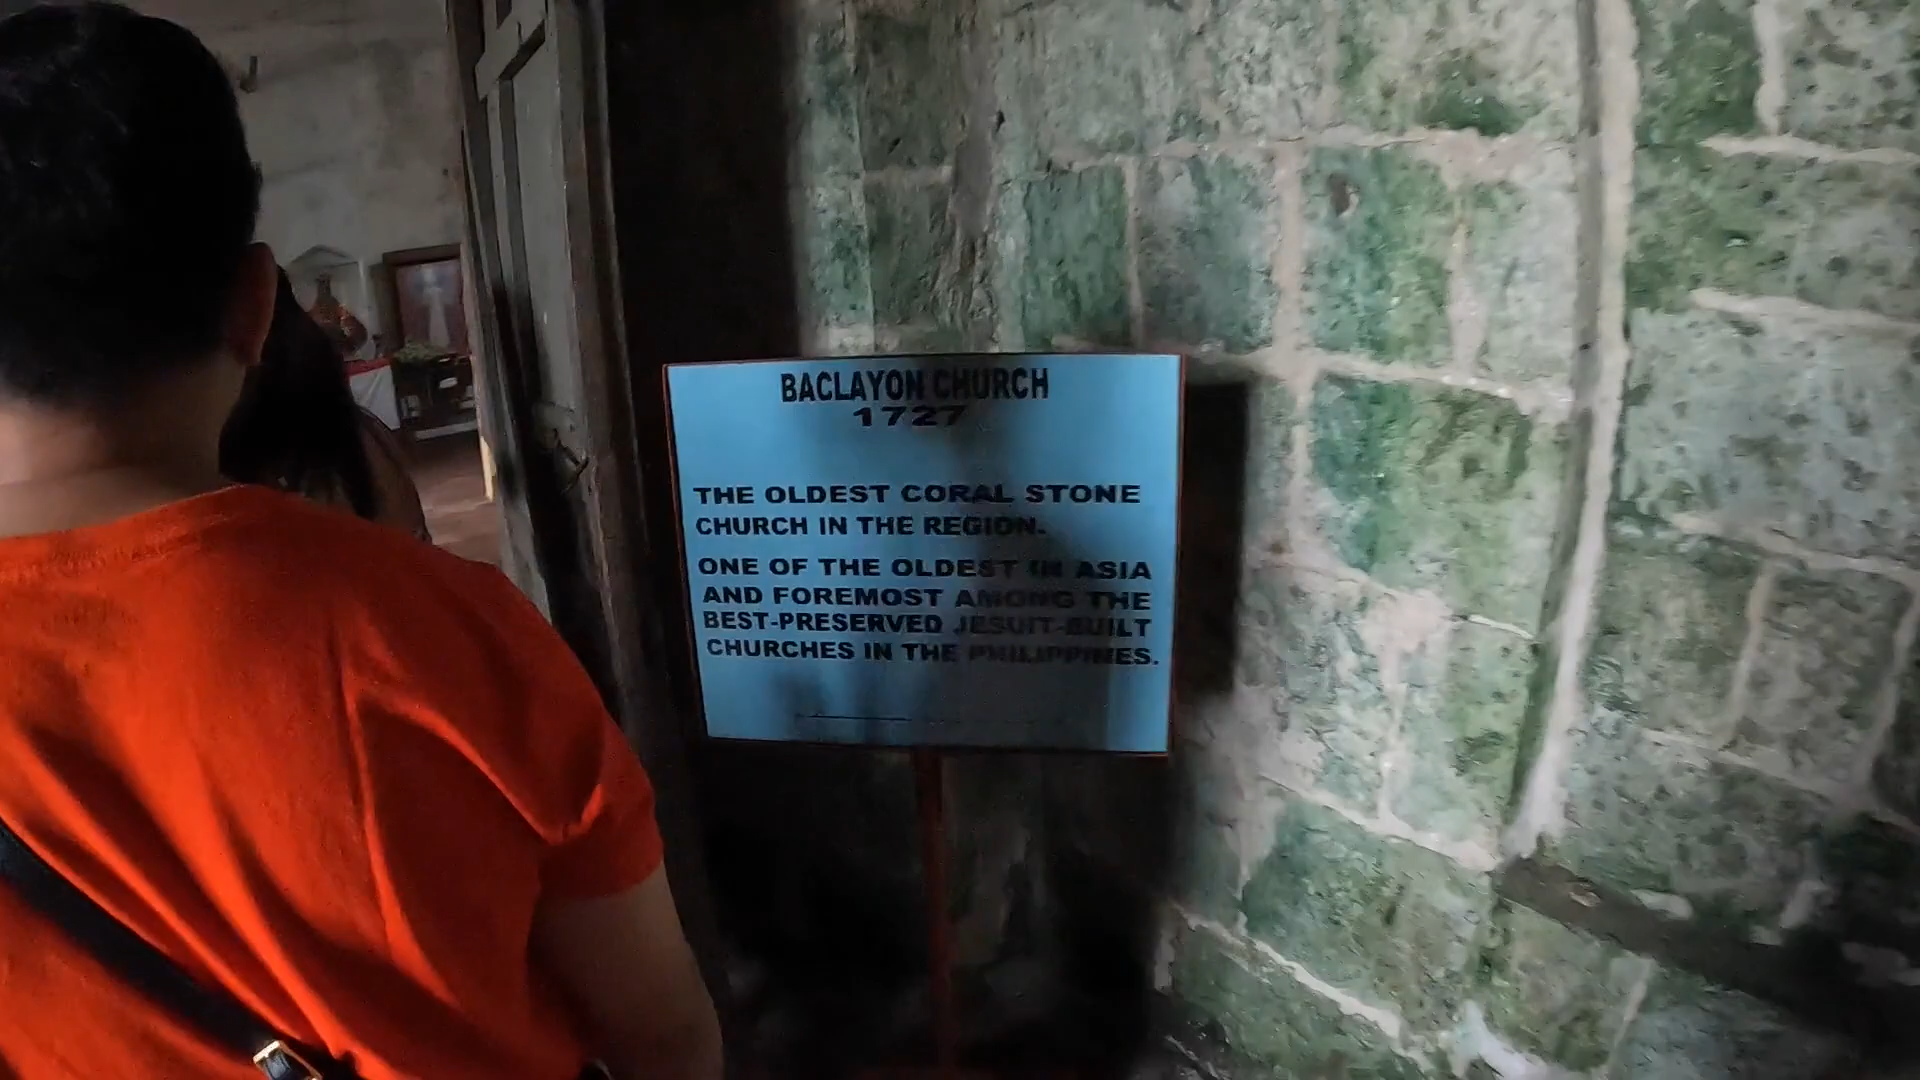 BACLAYON CHURCH
1727
THE OLDEST CORAL STONE
CHURCH IN THE REGION.
ONE OF THE OLDEST IN ASIA
AND FOREMOST AMONG THE
BEST-PRESERVED JESUIT-BUILT
CHURCHES IN THE PHILIPPINES.